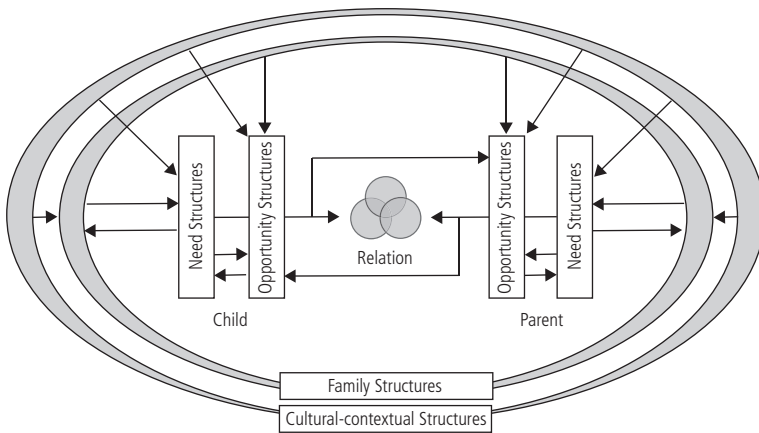 Need Structures
Opportunity Structures
Relation
Opportunity Structures
Need Structures
Child
Parent
Family Structures
Cultural-contextual Structures